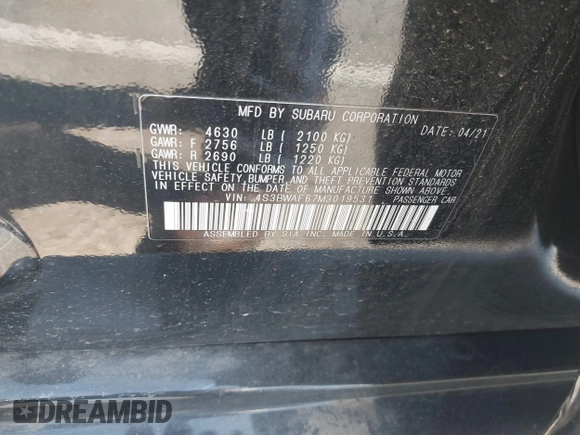 MFD BY SUBARU CORPORATION
GVWR: 4630 LB ( 2100 KG) DATE: 04/21
GAWR: F 2756 LB ( 1250 KG)
GAWR: R 2690 LB ( 1220 KG)
THIS VEHICLE CONFORMS TO ALL APPLICABLE FEDERAL MOTOR
VEHICLE SAFETY, BUMPER, AND THEFT PREVENTION STANDARDS
IN EFFECT ON THE DATE OF MANUFACTURE SHOWN ABOVE.
VIN: 4S3BWAF67M3019531 PASSENGER CAR
ASSEMBLED BY SIA INC. MADE IN U.S.A.
DREAMBID